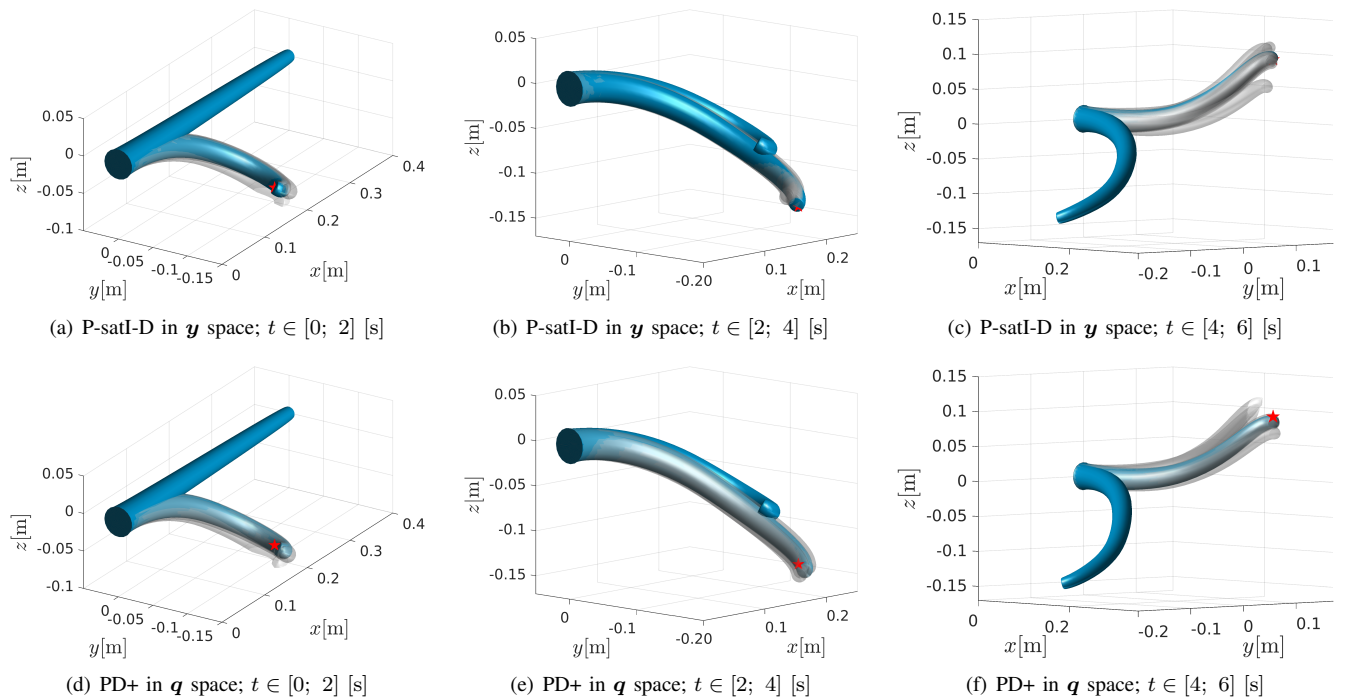 0.05
0
-0.05
-0.1
z[m]
0
-0.05
-0.1
-0.15
y[m]
0
0.1
0.2
0.3
0.4
x[m]
(a) P-satI-D in y space; t ∈ [0; 2] [s]
0.05
0
-0.05
-0.1
-0.15
z[m]
0
-0.1
-0.20
y[m]
0.1
0.2
x[m]
(b) P-satI-D in y space; t ∈ [2; 4] [s]
0.15
0.1
0.05
0
-0.05
-0.1
-0.15
z[m]
0
0.2
x[m]
-0.2
0
0.1
y[m]
(c) P-satI-D in y space; t ∈ [4; 6] [s]
0.05
0
-0.05
-0.1
z[m]
0
-0.05
-0.1
-0.15
y[m]
0
0.1
0.2
0.3
0.4
x[m]
(d) PD+ in q space; t ∈ [0; 2] [s]
0.05
0
-0.05
-0.1
-0.15
z[m]
0
-0.1
-0.20
y[m]
0.1
0.2
x[m]
(e) PD+ in q space; t ∈ [2; 4] [s]
0.15
0.1
0.05
0
-0.05
-0.1
-0.15
z[m]
0
0.2
x[m]
-0.2
0
0.1
y[m]
(f) PD+ in q space; t ∈ [4; 6] [s]